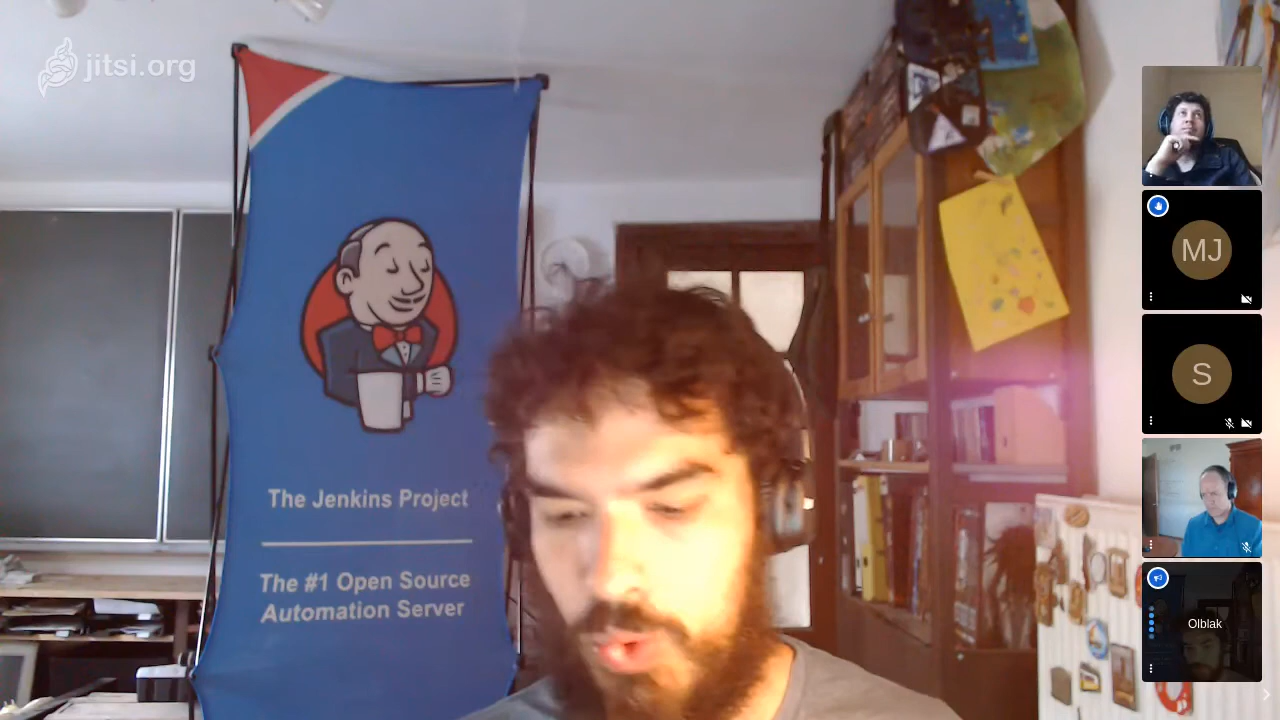 jitsi.org
The Jenkins Project
The #1 Open Source
Automation Server
MJ
S
Olblak